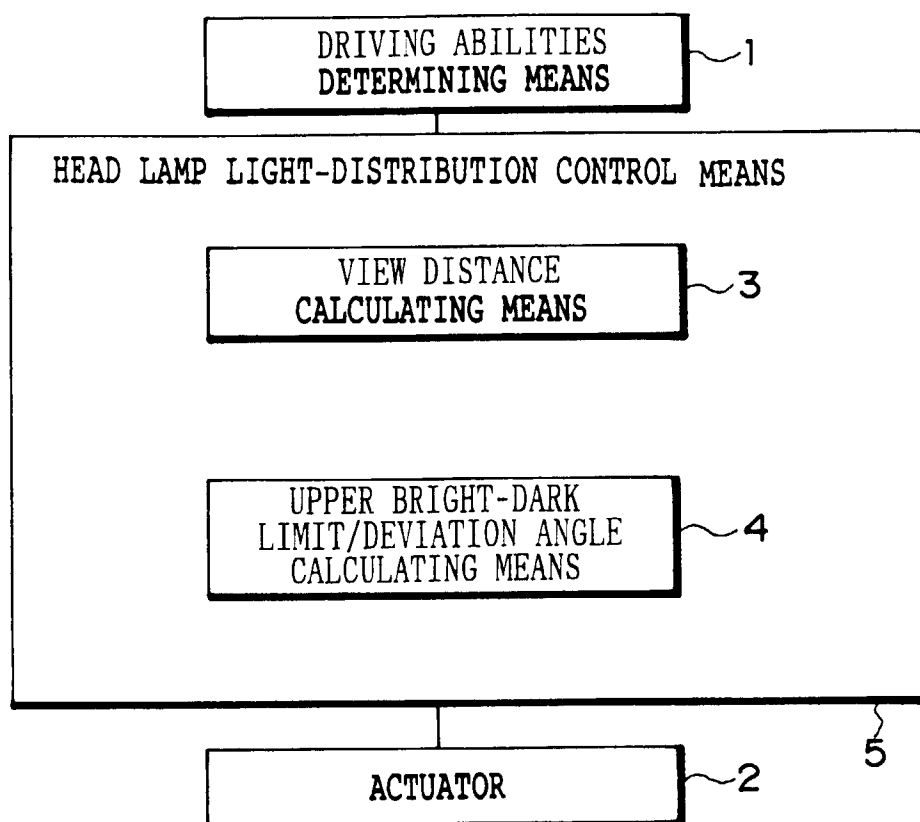 DRIVING ABILITIES
DETERMINING MEANS
1
HEAD LAMP LIGHT-DISTRIBUTION CONTROL MEANS
VIEW DISTANCE
CALCULATING MEANS
3
UPPER BRIGHT-DARK
LIMIT/DEVIATION ANGLE
CALCULATING MEANS
4
5
ACTUATOR
2